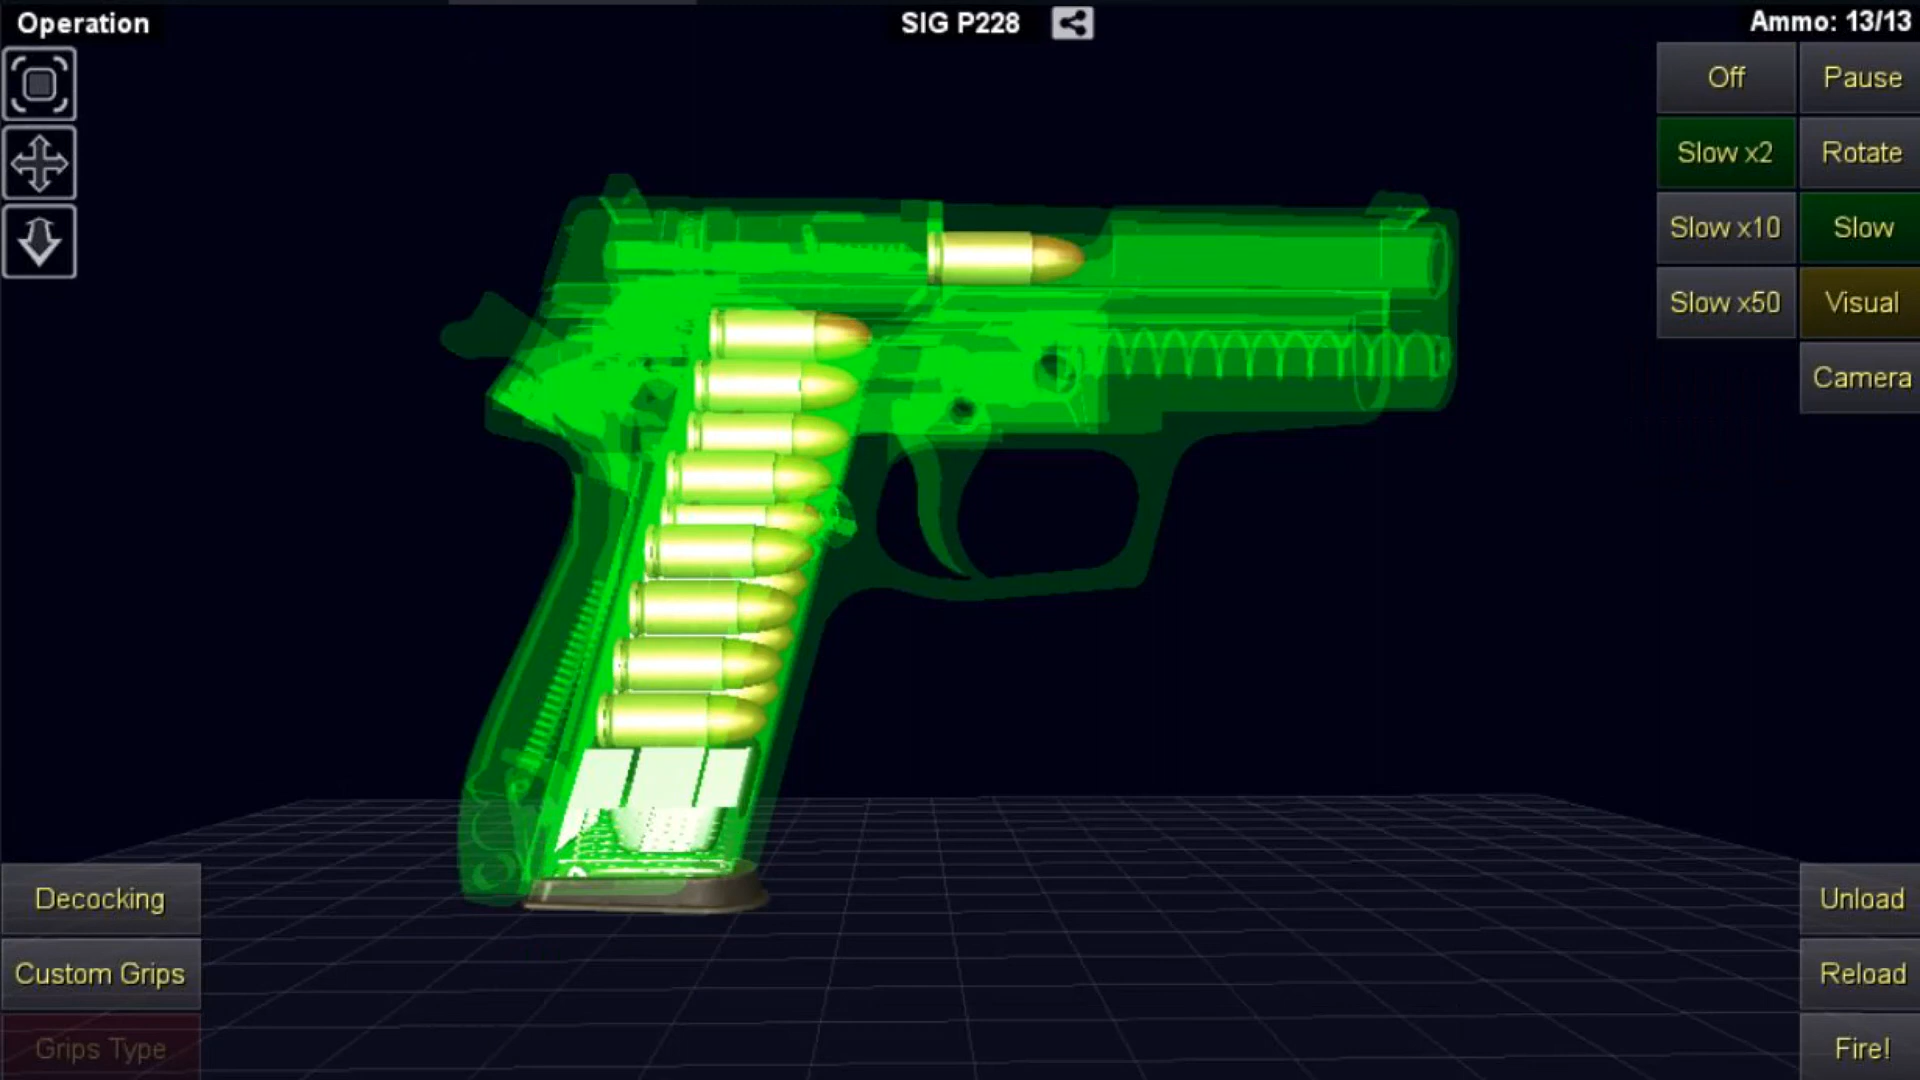 Operation
SIG P228
Ammo: 13/13
Off
Pause
Slow x2
Rotate
Slow x10
Slow
Slow x50
Visual
Camera
Decocking
Unload
Custom Grips
Reload
Grips Type
Fire!